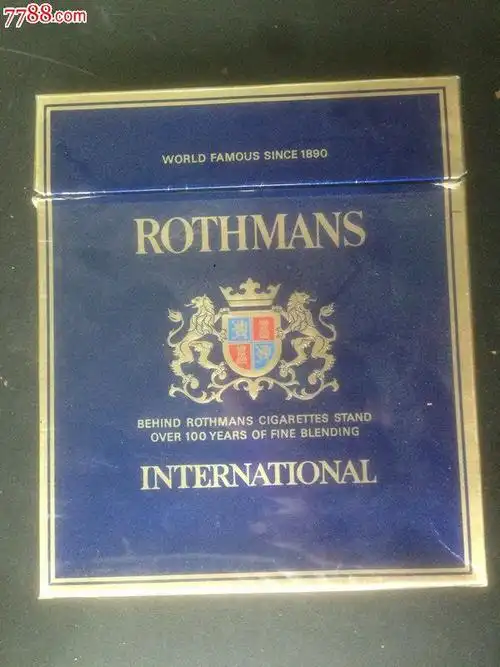 7788.com
WORLD FAMOUS SINCE 1890
ROTHMANS
BEHIND ROTHMANS CIGARETTES STAND
OVER 100 YEARS OF FINE BLENDING
INTERNATIONAL